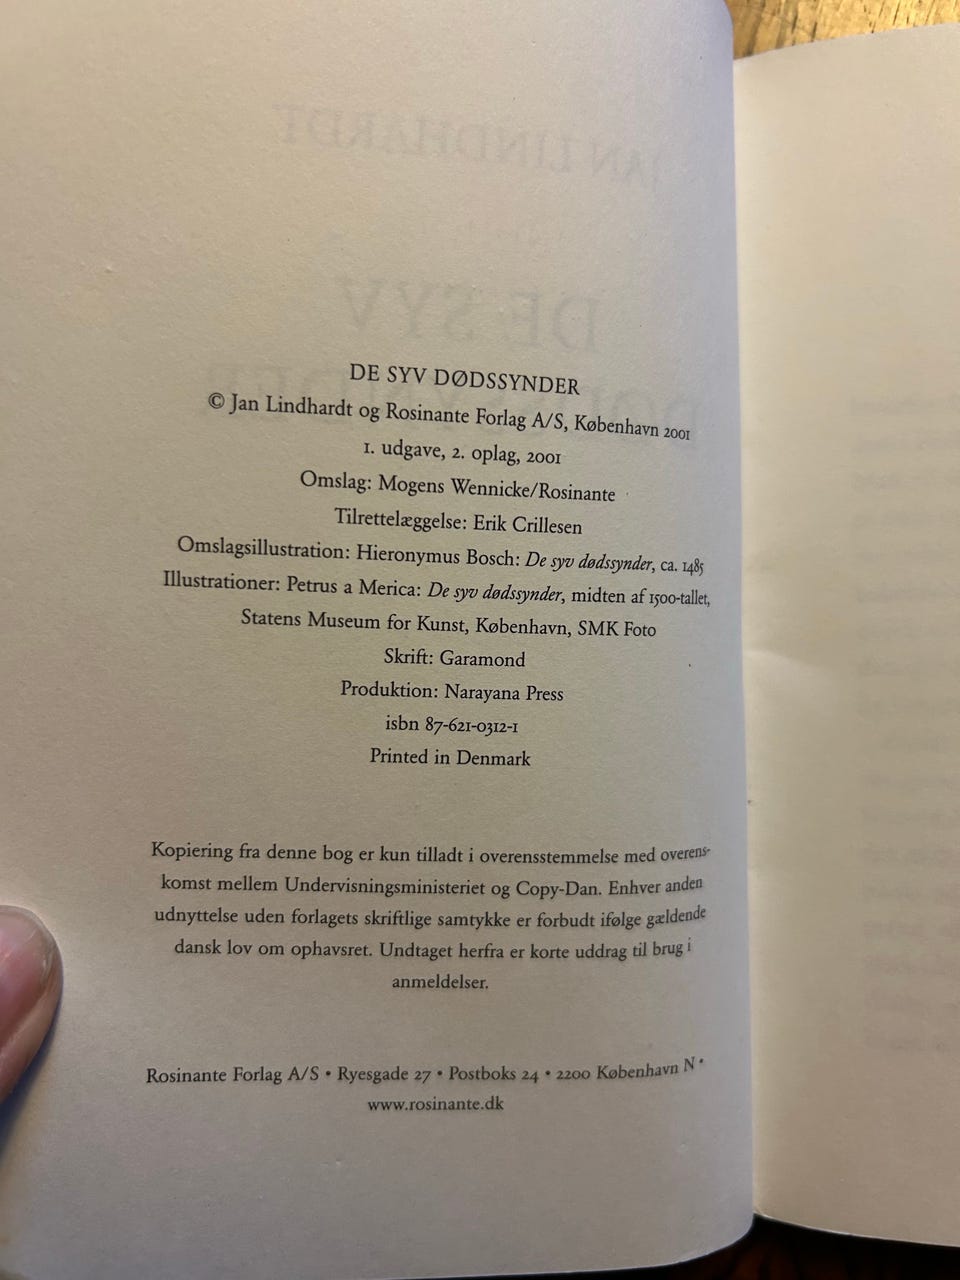 JAN LINDHARDT
DE SYV
DE SYV DØDSSYNDER
© Jan Lindhardt og Rosinante Forlag A/S, København 2001
1. udgave, 2. oplag, 2001
Omslag: Mogens Wennicke/Rosinante
Tilrettelæggelse: Erik Crillesen
Omslagsillustration: Hieronymus Bosch: De syv dødssynder, ca. 1485
Illustrationer: Petrus a Merica: De syv dødssynder, midten af 1500-tallet,
Statens Museum for Kunst, København, SMK Foto
Skrift: Garamond
Produktion: Narayana Press
isbn 87-621-0312-1
Printed in Denmark
Kopiering fra denne bog er kun tilladt i overensstemmelse med overens-
komst mellem Undervisningsministeriet og Copy-Dan. Enhver anden
udnyttelse uden forlagets skriftlige samtykke er forbudt ifølge gældende
dansk lov om ophavsret. Undtaget herfra er korte uddrag til brug i
anmeldelser.
Rosinante Forlag A/S • Ryesgade 27 • Postboks 24 • 2200 København N •
www.rosinante.dk